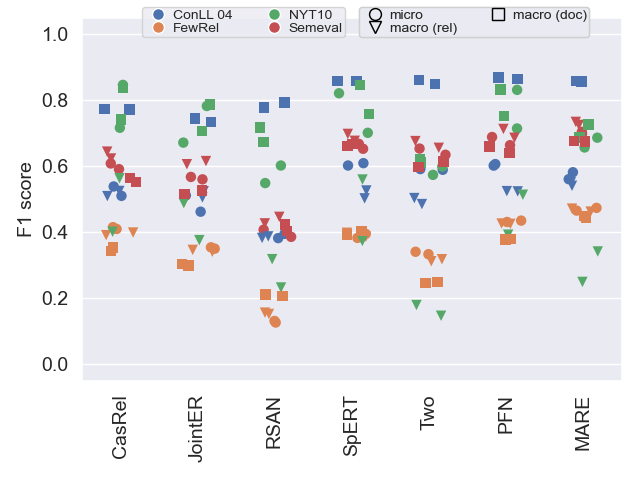 ConLL 04 NYT10 micro macro (doc)
FewRel Semeval macro (rel)
1.0
0.8
0.6
0.4
0.2
0.0
F1 score
CasRel JointER RSAN SpERT Two PFN MARE